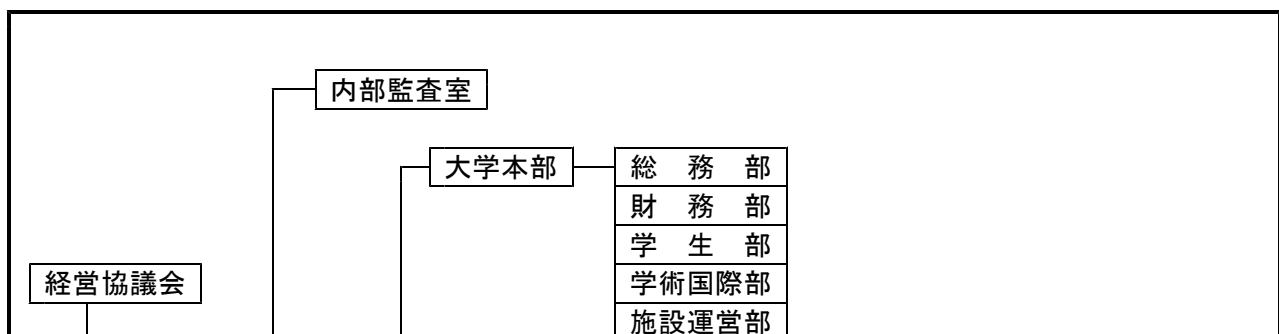 内部監査室
大学本部
総　務　部
財　務　部
学　生　部
経営協議会
学術国際部
施設運営部